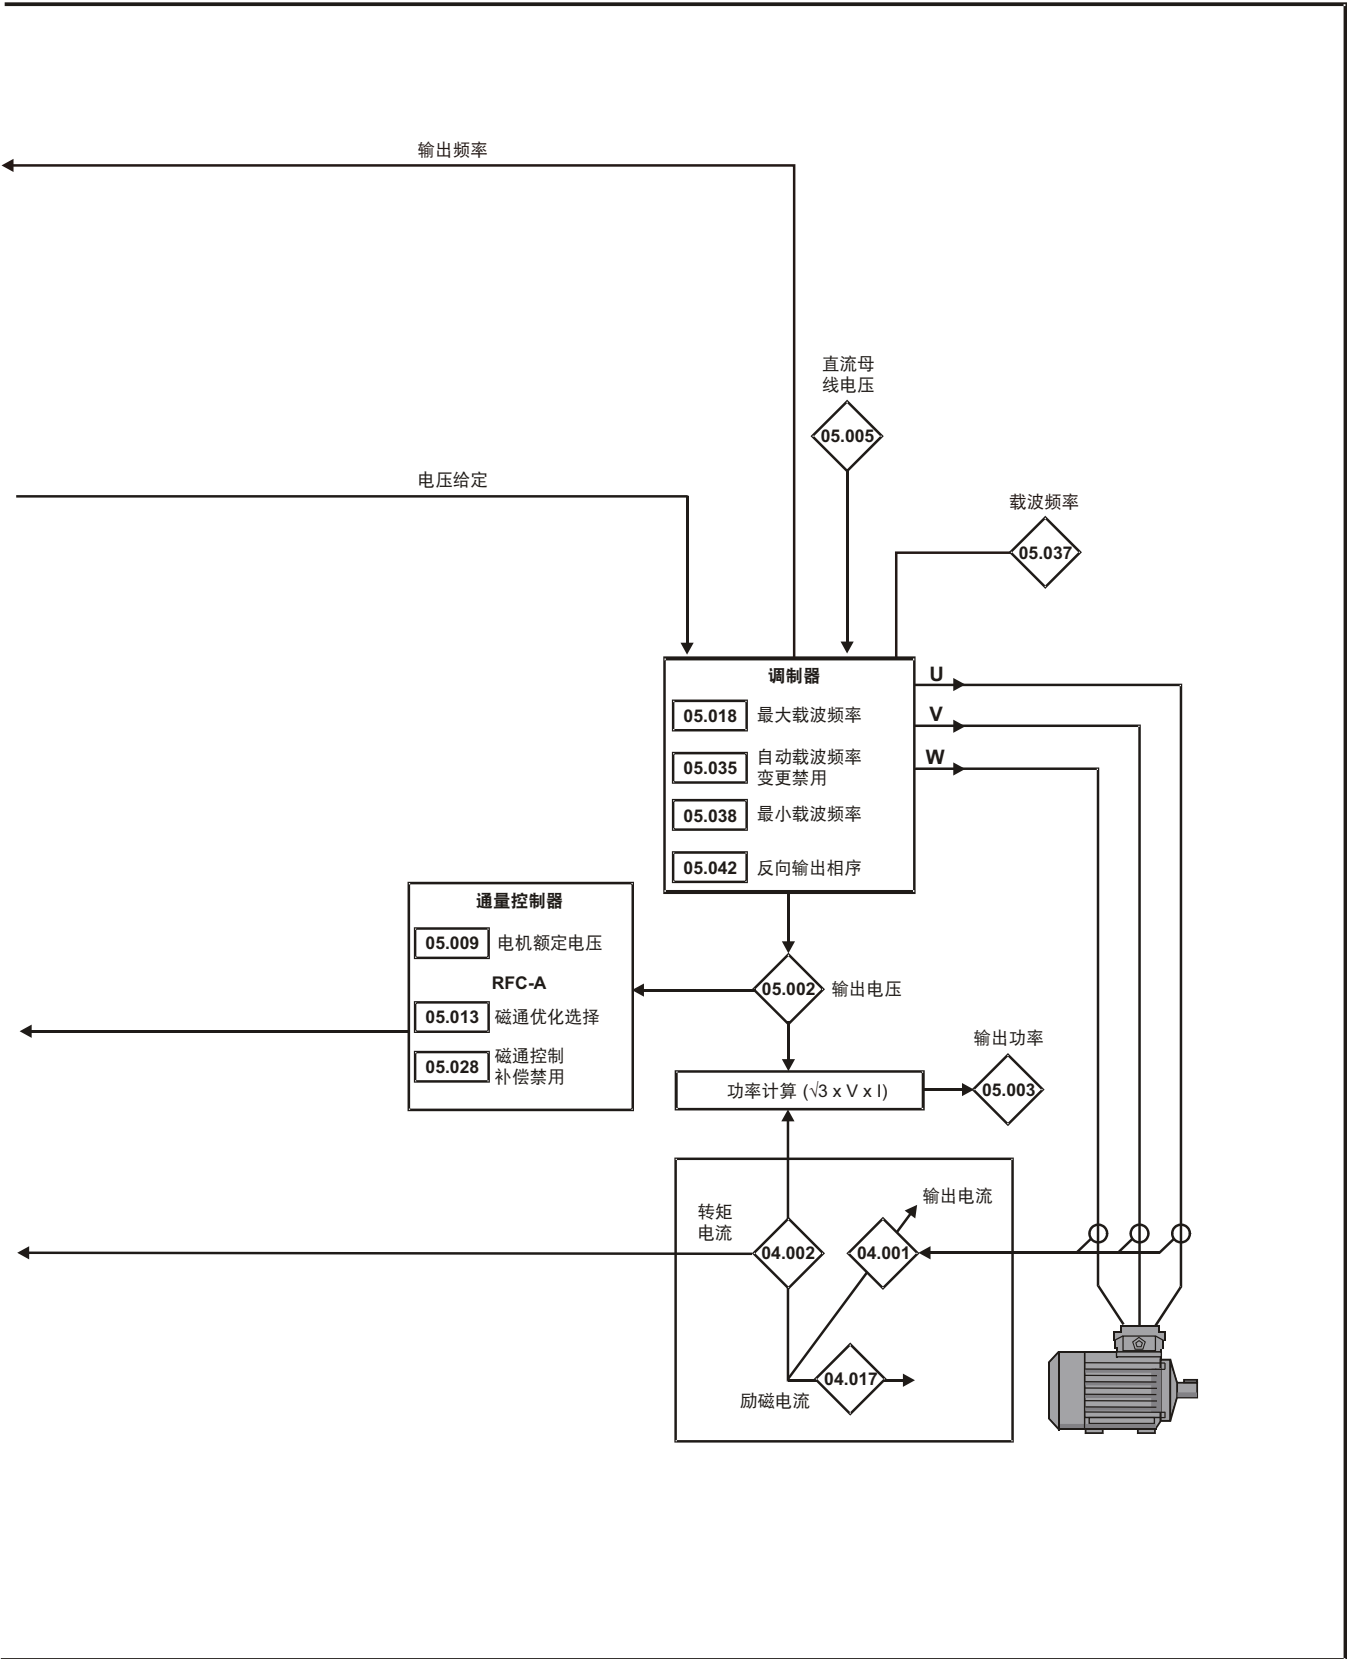 输出频率
直流母
线电压
05.005
电压给定
载波频率
05.037
调制器
U
05.018 最大载波频率
V
05.035 自动载波频率
变更禁用
W
05.038 最小载波频率
05.042 反向输出相序
通量控制器
05.009 电机额定电压
RFC-A
05.013 磁通优化选择
05.028 磁通控制
补偿禁用
05.002 输出电压
输出功率
05.003
功率计算 (√3 x V x I)
转矩
电流
04.002
输出电流
04.001
04.017
励磁电流